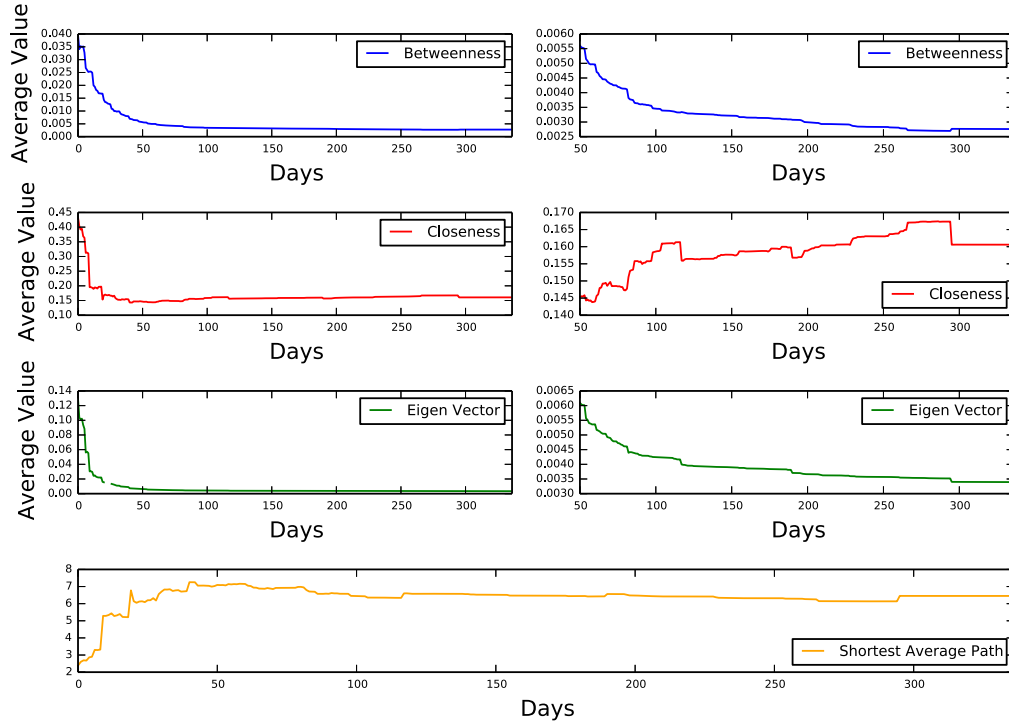 Average Value
0.040
0.035
0.030
0.025
0.020
0.015
0.010
0.005
0.000
Betweenness
0 50 100 150 200 250 300
Days
0.0060
0.0055
0.0050
0.0045
0.0040
0.0035
0.0030
0.0025
Betweenness
50 100 150 200 250 300
Days
Average Value
0.45
0.40
0.35
0.30
0.25
0.20
0.15
0.10
Closeness
0 50 100 150 200 250 300
Days
0.170
0.165
0.160
0.155
0.150
0.145
0.140
Closeness
50 100 150 200 250 300
Days
Average Value
0.14
0.12
0.10
0.08
0.06
0.04
0.02
0.00
Eigen Vector
0 50 100 150 200 250 300
Days
0.0065
0.0060
0.0055
0.0050
0.0045
0.0040
0.0035
0.0030
Eigen Vector
50 100 150 200 250 300
Days
8
7
6
5
4
3
2
Shortest Average Path
0 50 100 150 200 250 300
Days